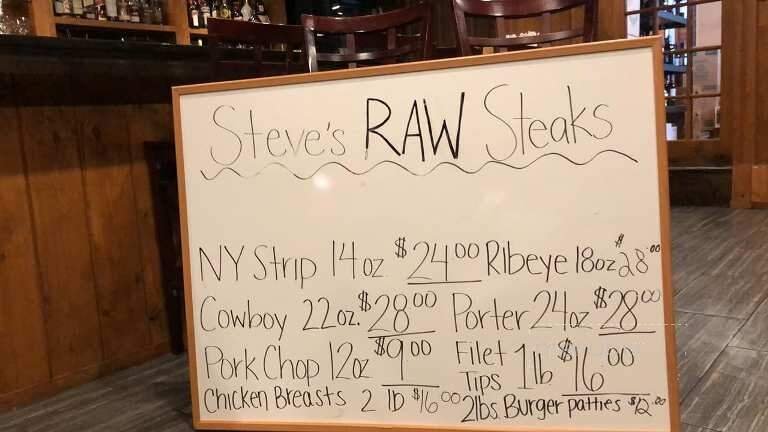 Steve's RAW Steaks
NY Strip 14oz $24.00 Ribeye 18oz $28.00
Cowboy 22oz. $28.00 Porter 24oz $28.00
Pork Chop 12oz $9.00 Filet Tips 1lb $16.00
Chicken Breasts 2 lb $16.00 2lbs. Burger patties $12.00